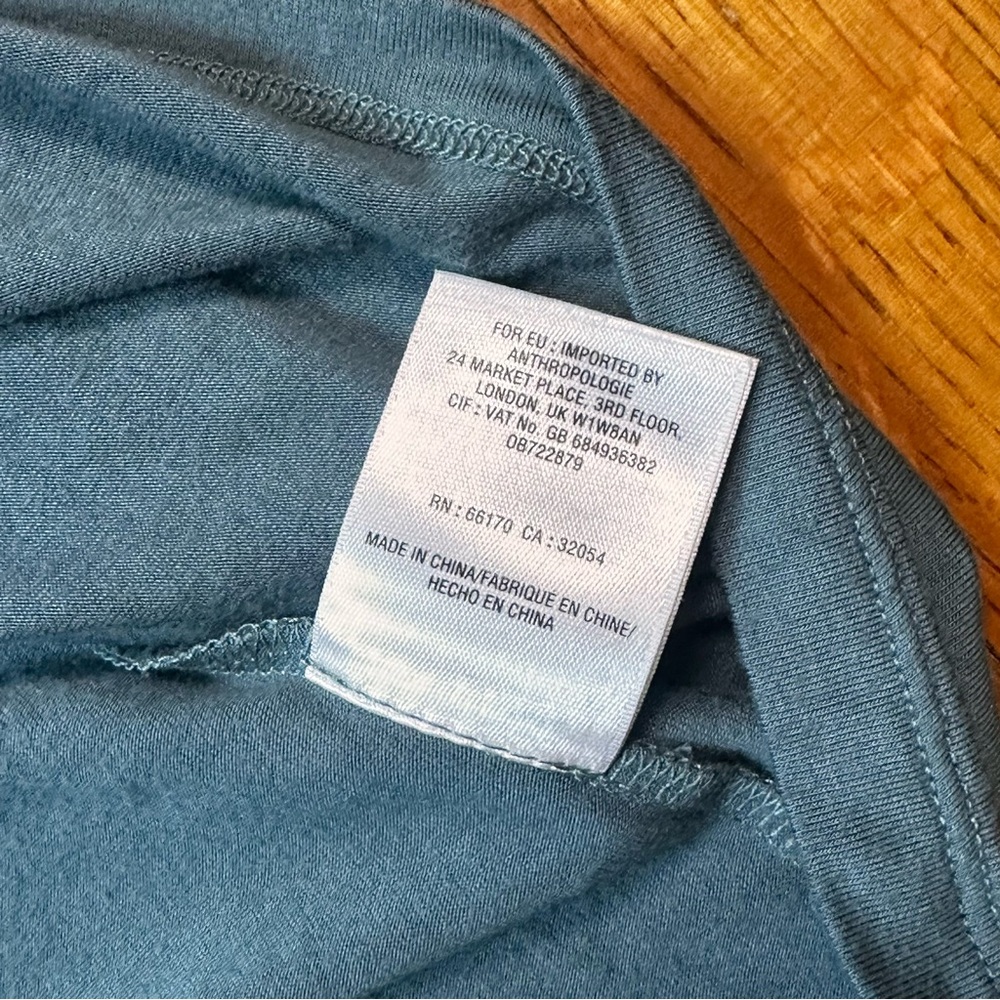 FOR EU : IMPORTED BY
ANTHROPOLOGIE
24 MARKET PLACE, 3RD FLOOR,
LONDON, UK W1W8AN
CIF : VAT No. GB 684936382
OB722879
RN : 66170 CA : 32054
MADE IN CHINA/FABRIQUE EN CHINE/
HECHO EN CHINA